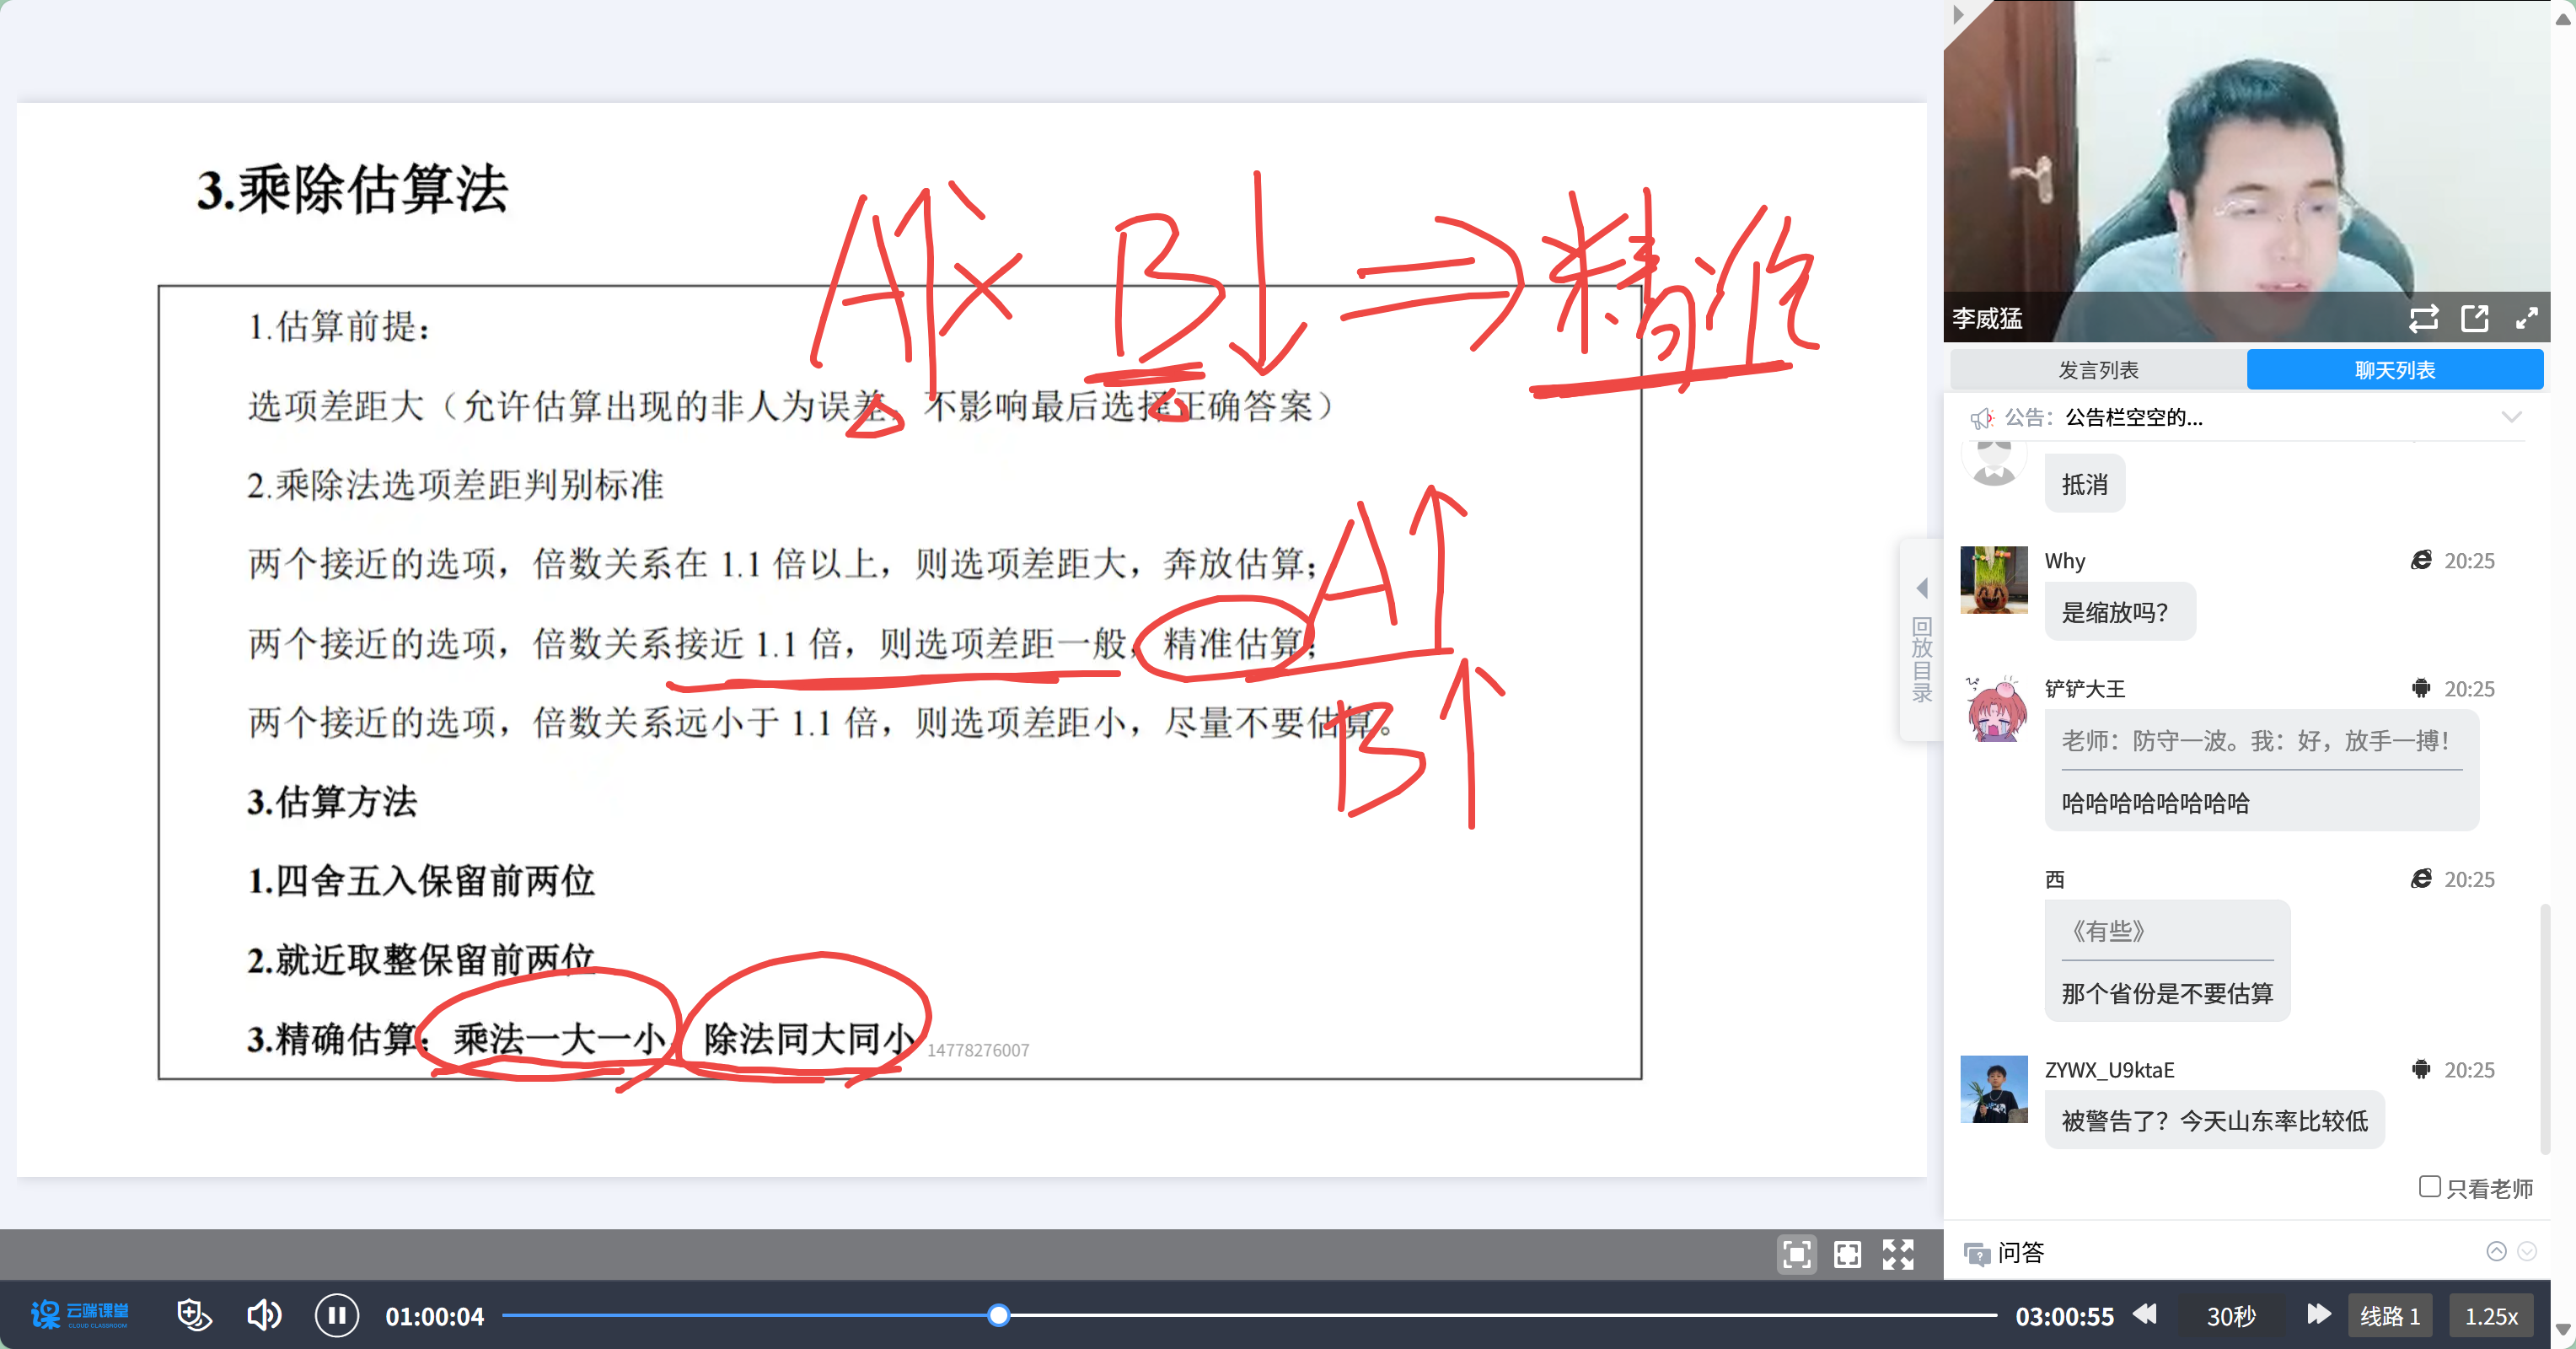 3.乘除估算法
A↑× B↓ ⇒ 精准
1.估算前提：
选项差距大（允许估算出现的非人为误差，不影响最后选择正确答案）
2.乘除法选项差距判别标准
两个接近的选项，倍数关系在 1.1 倍以上，则选项差距大，奔放估算；
两个接近的选项，倍数关系接近 1.1 倍，则选项差距一般，精准估算；
两个接近的选项，倍数关系远小于 1.1 倍，则选项差距小，尽量不要估算。
A↑
B↑
3.估算方法
1.四舍五入保留前两位
2.就近取整保留前两位
3.精确估算：乘法一大一小 除法同大同小
14778276007
回放目录
李威猛
发言列表
聊天列表
公告：公告栏空空的...
抵消
Why 20:25
是缩放吗？
铲铲大王 20:25
老师：防守一波。我：好，放手一搏！
哈哈哈哈哈哈哈哈
西 20:25
《有些》
那个省份是不要估算
ZYWX_U9ktaE 20:25
被警告了？今天山东率比较低
只看老师
问答
课 云端课堂
CLOUD CLASSROOM
01:00:04
03:00:55
30秒
线路 1
1.25x